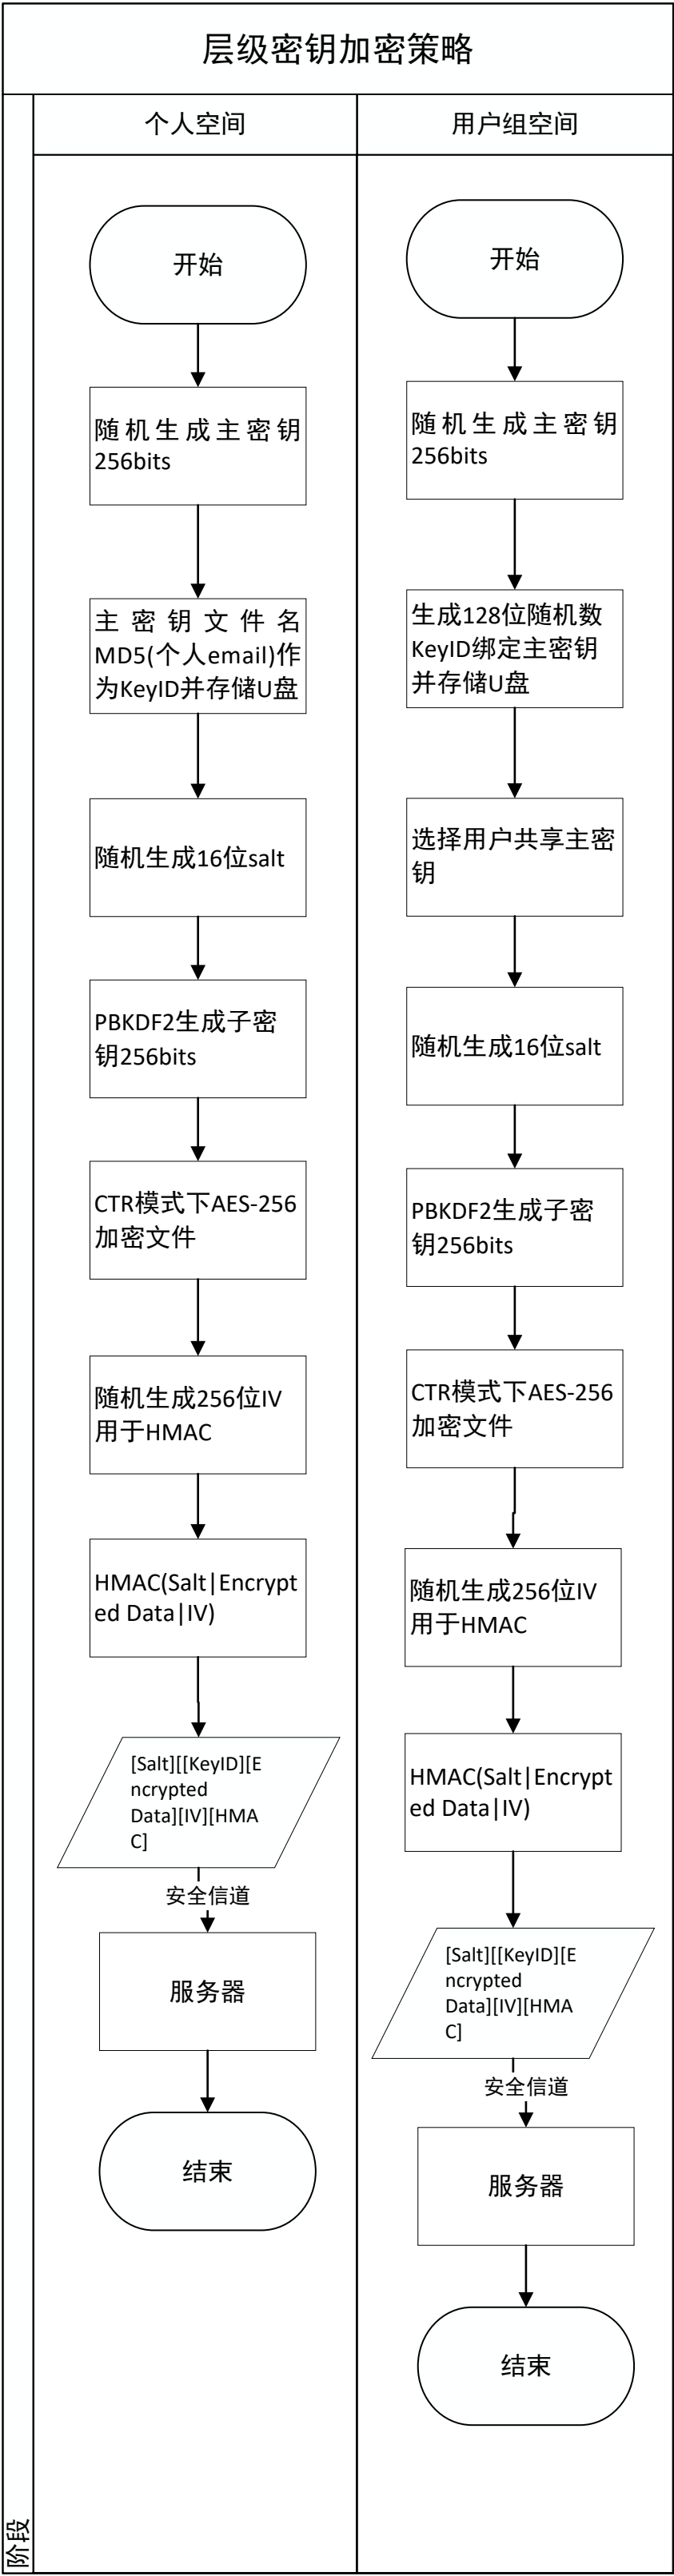 层级密钥加密策略
个人空间
开始
随机生成主密钥
256bits
主密钥文件名
MD5(个人email)作
为KeyID并存储U盘
随机生成16位salt
PBKDF2生成子密
钥256bits
CTR模式下AES-256
加密文件
随机生成256位IV
用于HMAC
HMAC(Salt|Encrypt
ed Data|IV)
[Salt][[KeyID][E
ncrypted
Data][IV][HMA
C]
安全信道
服务器
结束
用户组空间
开始
随机生成主密钥
256bits
生成128位随机数
KeyID绑定主密钥
并存储U盘
选择用户共享主密
钥
随机生成16位salt
PBKDF2生成子密
钥256bits
CTR模式下AES-256
加密文件
随机生成256位IV
用于HMAC
HMAC(Salt|Encrypt
ed Data|IV)
[Salt][[KeyID][E
ncrypted
Data][IV][HMA
C]
安全信道
服务器
结束
阶段